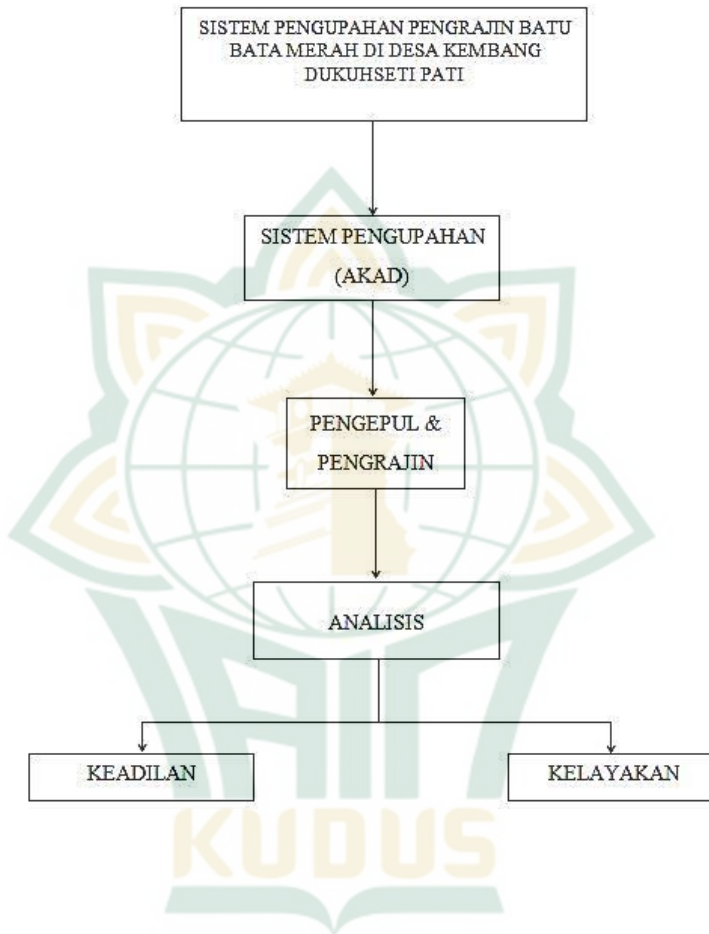 SISTEM PENGUPAHAN PENGRAJIN BATU
BATA MERAH DI DESA KEMBANG
DUKUHSETI PATI
SISTEM PENGUPAHAN
(AKAD)
PENGEPUL &
PENGRAJIN
ANALISIS
KEADILAN
KELAYAKAN
IAIN
KUDUS